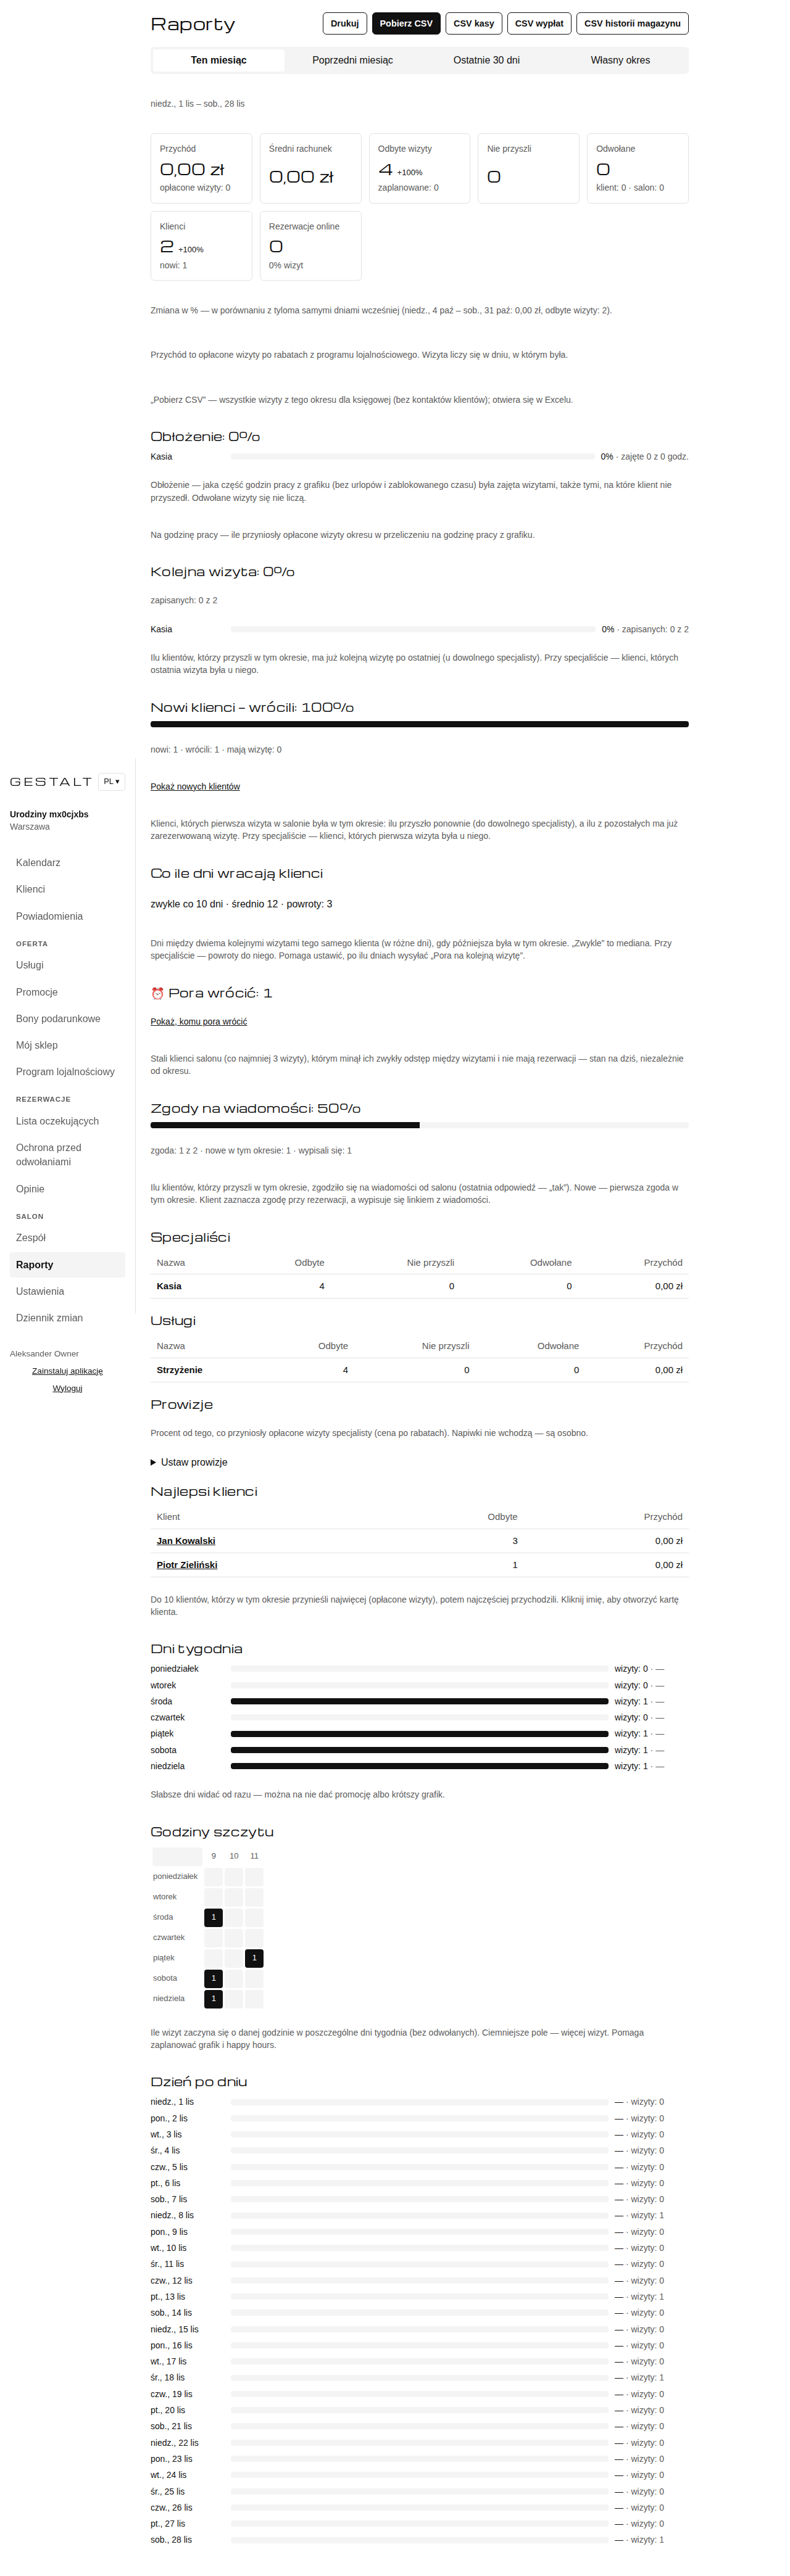 Raporty
Drukuj
Pobierz CSV
CSV kasy
CSV wypłat
CSV historii magazynu
Ten miesiąc
Poprzedni miesiąc
Ostatnie 30 dni
Własny okres
niedz., 1 lis – sob., 28 lis
Przychód
0,00 zł
opłacone wizyty: 0
Średni rachunek
0,00 zł
Odbyte wizyty
4 +100%
zaplanowane: 0
Nie przyszli
0
Odwołane
0
klient: 0 · salon: 0
Klienci
2 +100%
nowi: 1
Rezerwacje online
0
0% wizyt
Zmiana w % — w porównaniu z tyloma samymi dniami wcześniej (niedz., 4 paź – sob., 31 paź: 0,00 zł, odbyte wizyty: 2).
Przychód to opłacone wizyty po rabatach z programu lojalnościowego. Wizyta liczy się w dniu, w którym była.
„Pobierz CSV” — wszystkie wizyty z tego okresu dla księgowej (bez kontaktów klientów); otwiera się w Excelu.
Obłożenie: 0%
Kasia
0% · zajęte 0 z 0 godz.
Obłożenie — jaka część godzin pracy z grafiku (bez urlopów i zablokowanego czasu) była zajęta wizytami, także tymi, na które klient nie
przyszedł. Odwołane wizyty się nie liczą.
Na godzinę pracy — ile przyniosły opłacone wizyty okresu w przeliczeniu na godzinę pracy z grafiku.
Kolejna wizyta: 0%
zapisanych: 0 z 2
Kasia
0% · zapisanych: 0 z 2
Ilu klientów, którzy przyszli w tym okresie, ma już kolejną wizytę po ostatniej (u dowolnego specjalisty). Przy specjaliście — klienci, których
ostatnia wizyta była u niego.
Nowi klienci – wrócili: 100%
nowi: 1 · wrócili: 1 · mają wizytę: 0
Pokaż nowych klientów
Klienci, których pierwsza wizyta w salonie była w tym okresie: ilu przyszło ponownie (do dowolnego specjalisty), a ilu z pozostałych ma już
zarezerwowaną wizytę. Przy specjaliście — klienci, których pierwsza wizyta była u niego.
Co ile dni wracają klienci
zwykle co 10 dni · średnio 12 · powroty: 3
Dni między dwiema kolejnymi wizytami tego samego klienta (w różne dni), gdy późniejsza była w tym okresie. „Zwykle” to mediana. Przy
specjaliście — powroty do niego. Pomaga ustawić, po ilu dniach wysyłać „Pora na kolejną wizytę”.
⏰ Pora wrócić: 1
Pokaż, komu pora wrócić
Stali klienci salonu (co najmniej 3 wizyty), którym minął ich zwykły odstęp między wizytami i nie mają rezerwacji — stan na dziś, niezależnie
od okresu.
Zgody na wiadomości: 50%
zgoda: 1 z 2 · nowe w tym okresie: 1 · wypisali się: 1
Ilu klientów, którzy przyszli w tym okresie, zgodziło się na wiadomości od salonu (ostatnia odpowiedź — „tak”). Nowe — pierwsza zgoda w
tym okresie. Klient zaznacza zgodę przy rezerwacji, a wypisuje się linkiem z wiadomości.
Specjaliści
Nazwa Odbyte Nie przyszli Odwołane Przychód
Kasia 4 0 0 0,00 zł
Usługi
Nazwa Odbyte Nie przyszli Odwołane Przychód
Strzyżenie 4 0 0 0,00 zł
Prowizje
Procent od tego, co przyniosły opłacone wizyty specjalisty (cena po rabatach). Napiwki nie wchodzą — są osobno.
▶ Ustaw prowizje
Najlepsi klienci
Klient Odbyte Przychód
Jan Kowalski 3 0,00 zł
Piotr Zieliński 1 0,00 zł
Do 10 klientów, którzy w tym okresie przynieśli najwięcej (opłacone wizyty), potem najczęściej przychodzili. Kliknij imię, aby otworzyć kartę
klienta.
Dni tygodnia
poniedziałek wizyty: 0 · —
wtorek wizyty: 0 · —
środa wizyty: 1 · —
czwartek wizyty: 0 · —
piątek wizyty: 1 · —
sobota wizyty: 1 · —
niedziela wizyty: 1 · —
Słabsze dni widać od razu — można na nie dać promocję albo krótszy grafik.
Godziny szczytu
9 10 11
poniedziałek
wtorek
środa 1
czwartek
piątek 1
sobota 1
niedziela 1
Ile wizyt zaczyna się o danej godzinie w poszczególne dni tygodnia (bez odwołanych). Ciemniejsze pole — więcej wizyt. Pomaga
zaplanować grafik i happy hours.
Dzień po dniu
niedz., 1 lis — · wizyty: 0
pon., 2 lis — · wizyty: 0
wt., 3 lis — · wizyty: 0
śr., 4 lis — · wizyty: 0
czw., 5 lis — · wizyty: 0
pt., 6 lis — · wizyty: 0
sob., 7 lis — · wizyty: 0
niedz., 8 lis — · wizyty: 1
pon., 9 lis — · wizyty: 0
wt., 10 lis — · wizyty: 0
śr., 11 lis — · wizyty: 0
czw., 12 lis — · wizyty: 0
pt., 13 lis — · wizyty: 1
sob., 14 lis — · wizyty: 0
niedz., 15 lis — · wizyty: 0
pon., 16 lis — · wizyty: 0
wt., 17 lis — · wizyty: 0
śr., 18 lis — · wizyty: 1
czw., 19 lis — · wizyty: 0
pt., 20 lis — · wizyty: 0
sob., 21 lis — · wizyty: 0
niedz., 22 lis — · wizyty: 0
pon., 23 lis — · wizyty: 0
wt., 24 lis — · wizyty: 0
śr., 25 lis — · wizyty: 0
czw., 26 lis — · wizyty: 0
pt., 27 lis — · wizyty: 0
sob., 28 lis — · wizyty: 1
GESTALT
PL ▾
Urodziny mx0cjxbs
Warszawa
Kalendarz
Klienci
Powiadomienia
OFERTA
Usługi
Promocje
Bony podarunkowe
Mój sklep
Program lojalnościowy
REZERWACJE
Lista oczekujących
Ochrona przed
odwołaniami
Opinie
SALON
Zespół
Raporty
Ustawienia
Dziennik zmian
Aleksander Owner
Zainstaluj aplikację
Wyloguj